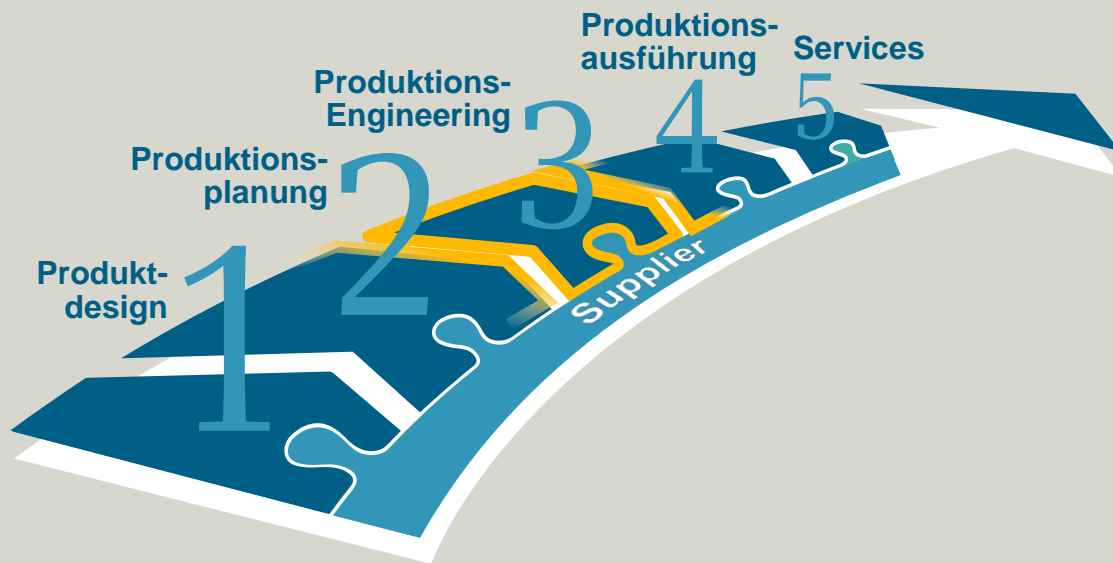 Produkt-
design
1
Produktions-
planung
2
Produktions-
Engineering
3
Produktions-
ausführung
4
Services
5
Supplier